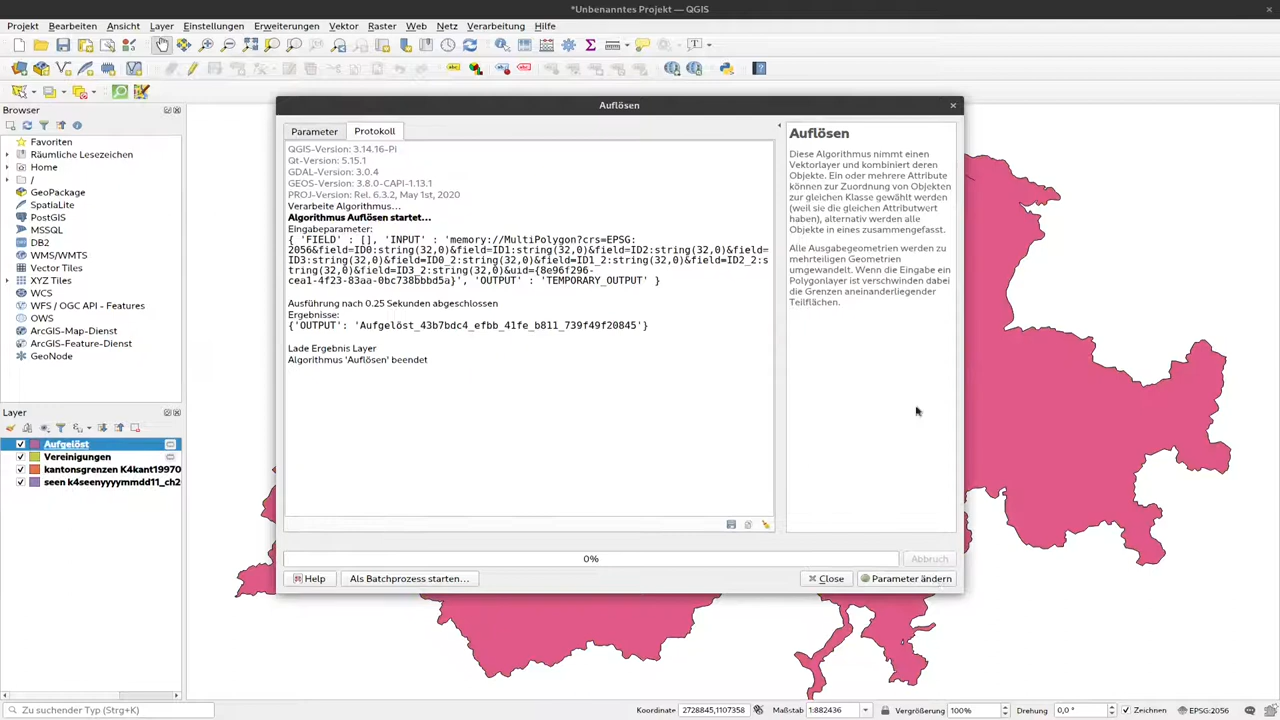 *Unbenanntes Projekt — QGIS
Projekt Bearbeiten Ansicht Layer Einstellungen Erweiterungen Vektor Raster Web Netz Verarbeitung Hilfe
Browser
Favoriten
Räumliche Lesezeichen
Home
/
GeoPackage
SpatiaLite
PostGIS
MSSQL
DB2
WMS/WMTS
Vector Tiles
XYZ Tiles
WCS
WFS / OGC API - Features
OWS
ArcGIS-Map-Dienst
ArcGIS-Feature-Dienst
GeoNode
Layer
Aufgelöst
Vereinigungen
kantonsgrenzen K4kant19970
seen k4seenyyyymmdd11_ch2
Auflösen
Parameter Protokoll
QGIS-Version: 3.14.16-Pi
Qt-Version: 5.15.1
GDAL-Version: 3.0.4
GEOS-Version: 3.8.0-CAPI-1.13.1
PROJ-Version: Rel. 6.3.2, May 1st, 2020
Verarbeite Algorithmus…
Algorithmus Auflösen startet…
Eingabeparameter:
{ 'FIELD' : [], 'INPUT' : 'memory://MultiPolygon?crs=EPSG:
2056&field=ID0:string(32,0)&field=ID1:string(32,0)&field=ID2:string(32,0)&field=
ID3:string(32,0)&field=ID0_2:string(32,0)&field=ID1_2:string(32,0)&field=ID2_2:s
tring(32,0)&field=ID3_2:string(32,0)&uid={8e96f296-
cea1-4f23-83aa-0bc738bbbd5a}', 'OUTPUT' : 'TEMPORARY_OUTPUT' }
Ausführung nach 0.25 Sekunden abgeschlossen
Ergebnisse:
{'OUTPUT': 'Aufgelöst_43b7bdc4_efbb_41fe_b811_739f49f20845'}
Lade Ergebnis Layer
Algorithmus 'Auflösen' beendet
0%
Abbruch
Help
Als Batchprozess starten…
Close
Parameter ändern
Auflösen
Diese Algorithmus nimmt einen
Vektorlayer und kombiniert deren
Objekte. Ein oder mehrere Attribute
können zur Zuordnung von Objekten
zur gleichen Klasse gewählt werden
(weil sie die gleichen Attributwert
haben), alternativ werden alle
Objekte in eines zusammengefasst.
Alle Ausgabegeometrien werden zu
mehrteiligen Geometrien
umgewandelt. Wenn die Eingabe ein
Polygonlayer ist verschwinden dabei
die Grenzen aneinanderliegender
Teilflächen.
Zu suchender Typ (Strg+K)
Koordinate 2728845,1107358 Maßstab 1:882436 Vergrößerung 100% Drehung 0,0 ° Zeichnen EPSG:2056